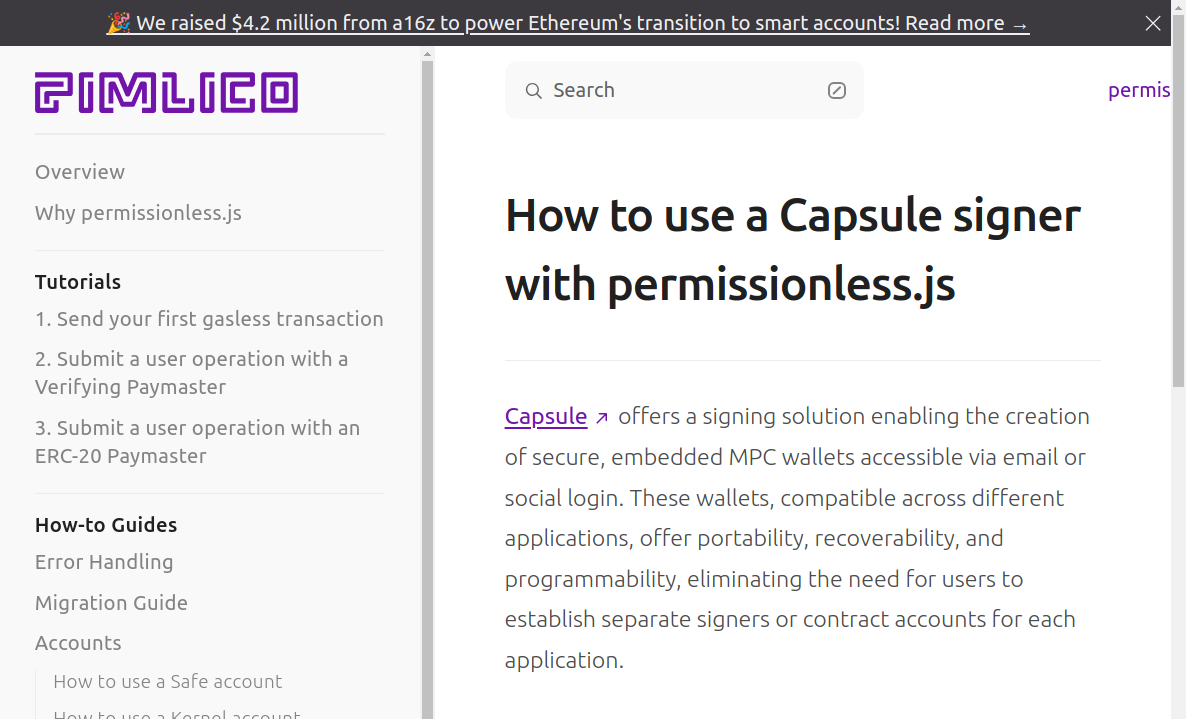 🎉 We raised $4.2 million from a16z to power Ethereum's transition to smart accounts! Read more →
PIMLICO
Overview
Why permissionless.js
Tutorials
1. Send your first gasless transaction
2. Submit a user operation with a
Verifying Paymaster
3. Submit a user operation with an
ERC-20 Paymaster
How-to Guides
Error Handling
Migration Guide
Accounts
How to use a Safe account
How to use a Kernel account
Search
permis
How to use a Capsule signer
with permissionless.js
Capsule ↗ offers a signing solution enabling the creation
of secure, embedded MPC wallets accessible via email or
social login. These wallets, compatible across different
applications, offer portability, recoverability, and
programmability, eliminating the need for users to
establish separate signers or contract accounts for each
application.